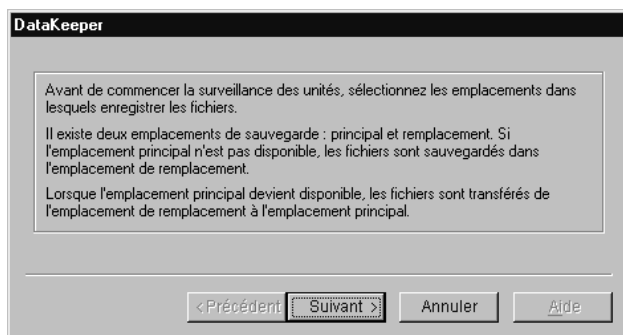 DataKeeper
Avant de commencer la surveillance des unités, sélectionnez les emplacements dans
lesquels enregistrer les fichiers.
Il existe deux emplacements de sauvegarde : principal et remplacement. Si
l'emplacement principal n'est pas disponible, les fichiers sont sauvegardés dans
l'emplacement de remplacement.
Lorsque l'emplacement principal devient disponible, les fichiers sont transférés de
l'emplacement de remplacement à l'emplacement principal.
< Précédent Suivant > Annuler Aide